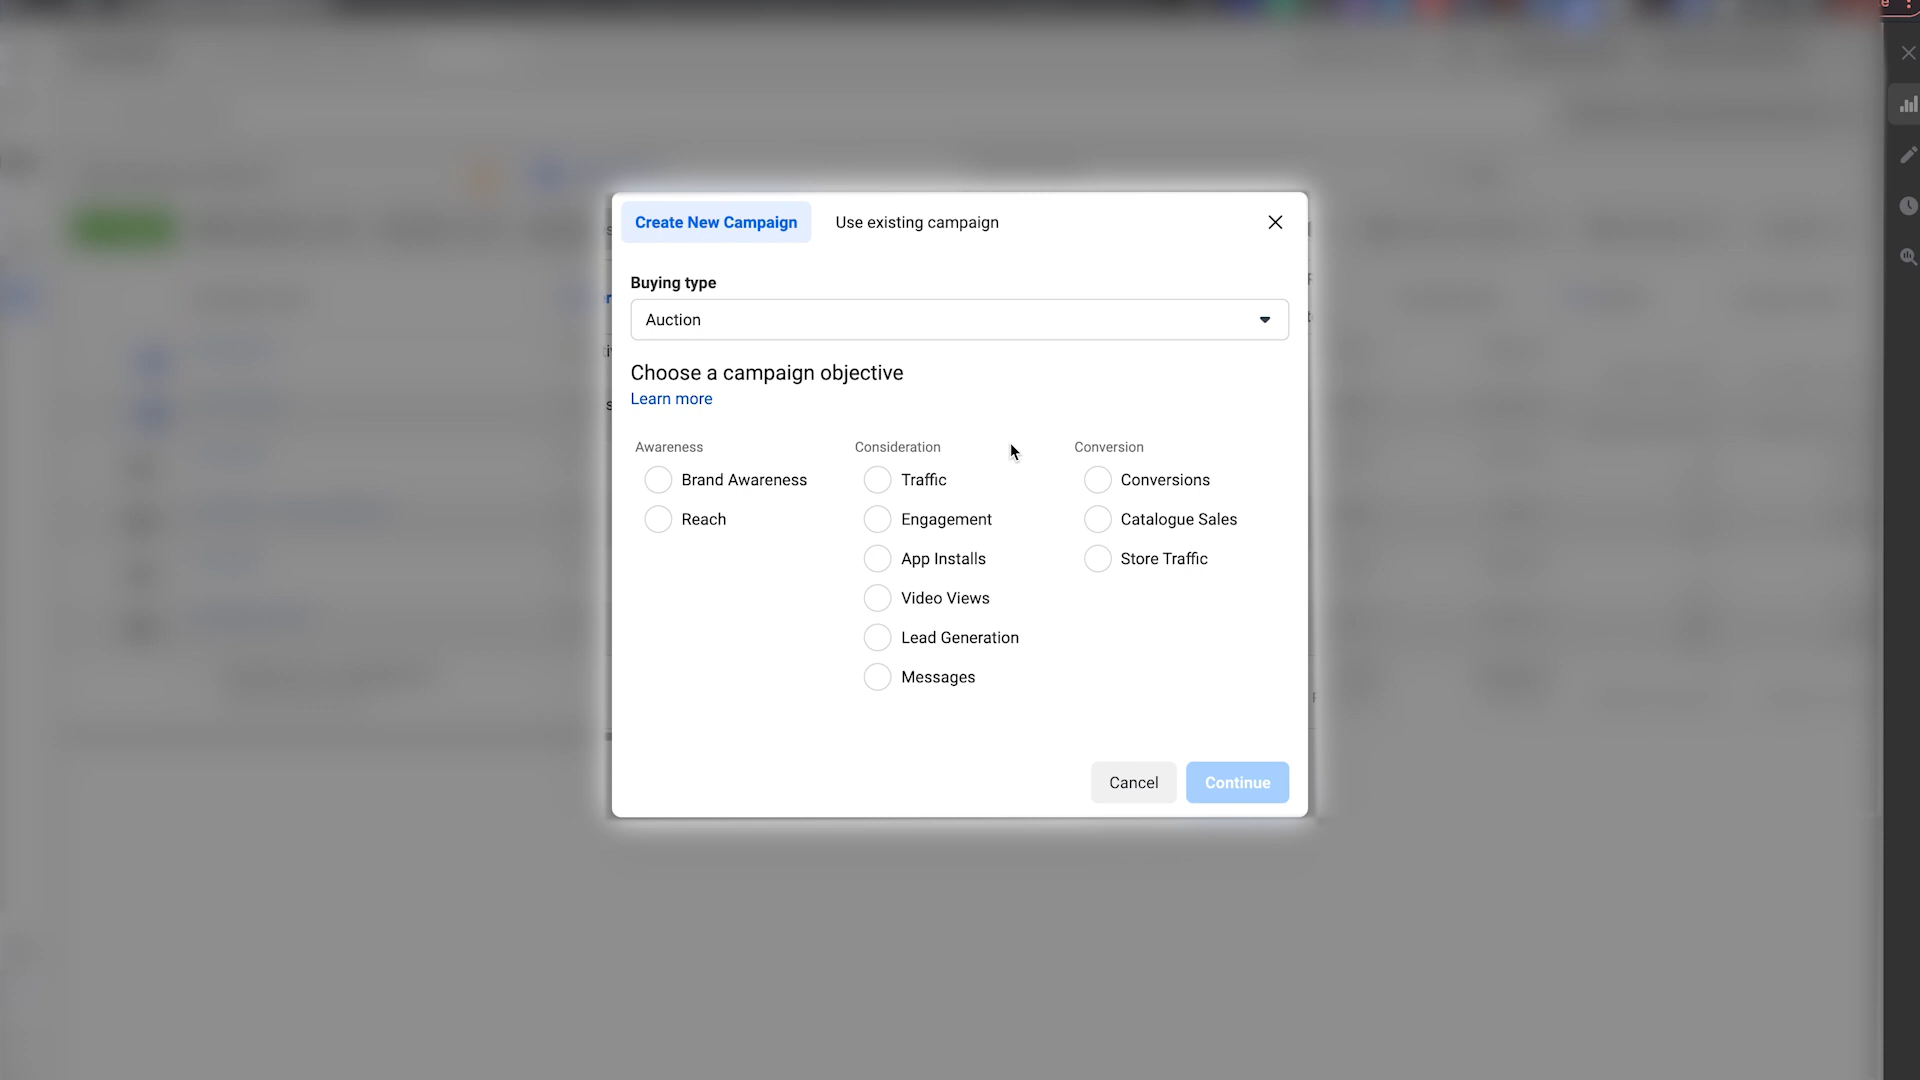 Create New Campaign
Use existing campaign
Buying type
Auction
Choose a campaign objective
Learn more
Awareness
Brand Awareness
Reach
Consideration
Traffic
Engagement
App Installs
Video Views
Lead Generation
Messages
Conversion
Conversions
Catalogue Sales
Store Traffic
Cancel
Continue